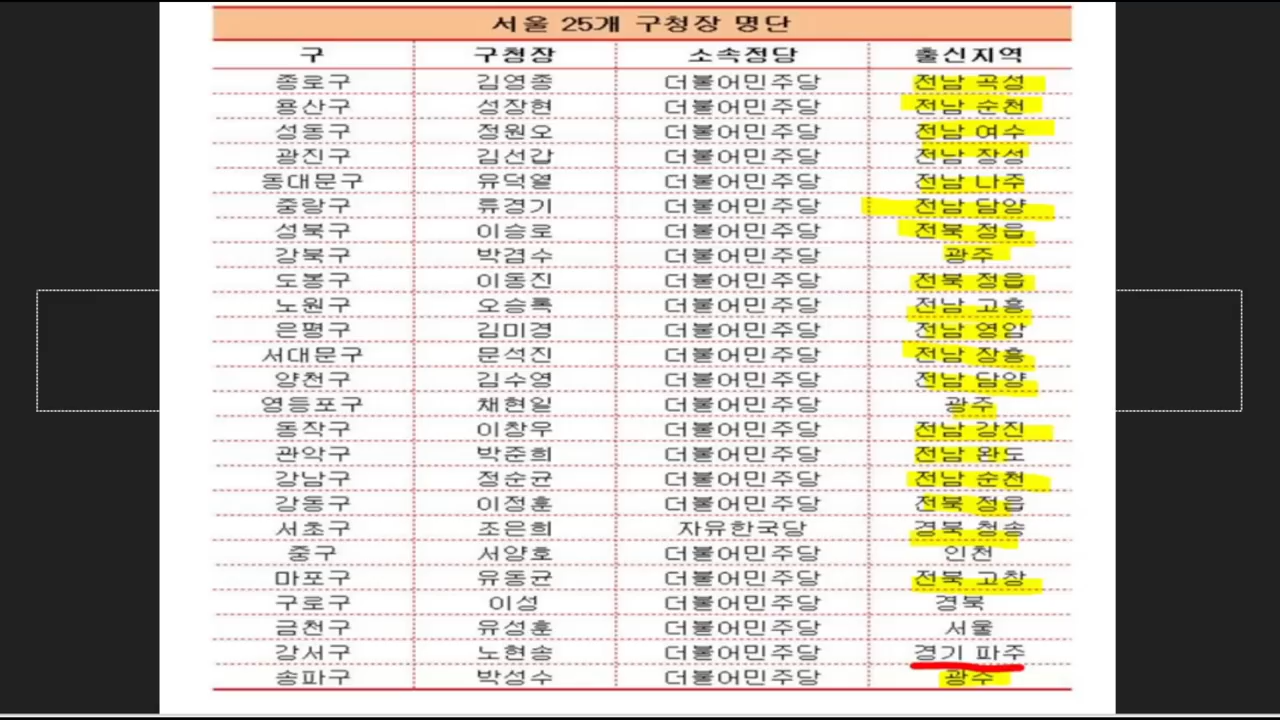 서울 25개 구청장 명단
구 구청장 소속정당 출신지역
종로구 김영종 더불어민주당 전남 곡성
용산구 성장현 더불어민주당 전남 순천
성동구 정원오 더불어민주당 전남 여수
광진구 김선갑 더불어민주당 전남 장성
동대문구 유덕열 더불어민주당 전남 나주
중랑구 류경기 더불어민주당 전남 담양
성북구 이승로 더불어민주당 전북 정읍
강북구 박겸수 더불어민주당 광주
도봉구 이동진 더불어민주당 전북 정읍
노원구 오승록 더불어민주당 전남 고흥
은평구 김미경 더불어민주당 전남 영암
서대문구 문석진 더불어민주당 전남 장흥
양천구 김수영 더불어민주당 전남 담양
영등포구 채현일 더불어민주당 광주
동작구 이창우 더불어민주당 전남 강진
관악구 박준희 더불어민주당 전남 완도
강남구 정순균 더불어민주당 전남 순천
강동구 이정훈 더불어민주당 전북 정읍
서초구 조은희 자유한국당 경북 청송
중구 서양호 더불어민주당 인천
마포구 유동균 더불어민주당 전북 고창
구로구 이성 더불어민주당 경북
금천구 유성훈 더불어민주당 서울
강서구 노현송 더불어민주당 경기 파주
송파구 박성수 더불어민주당 광주